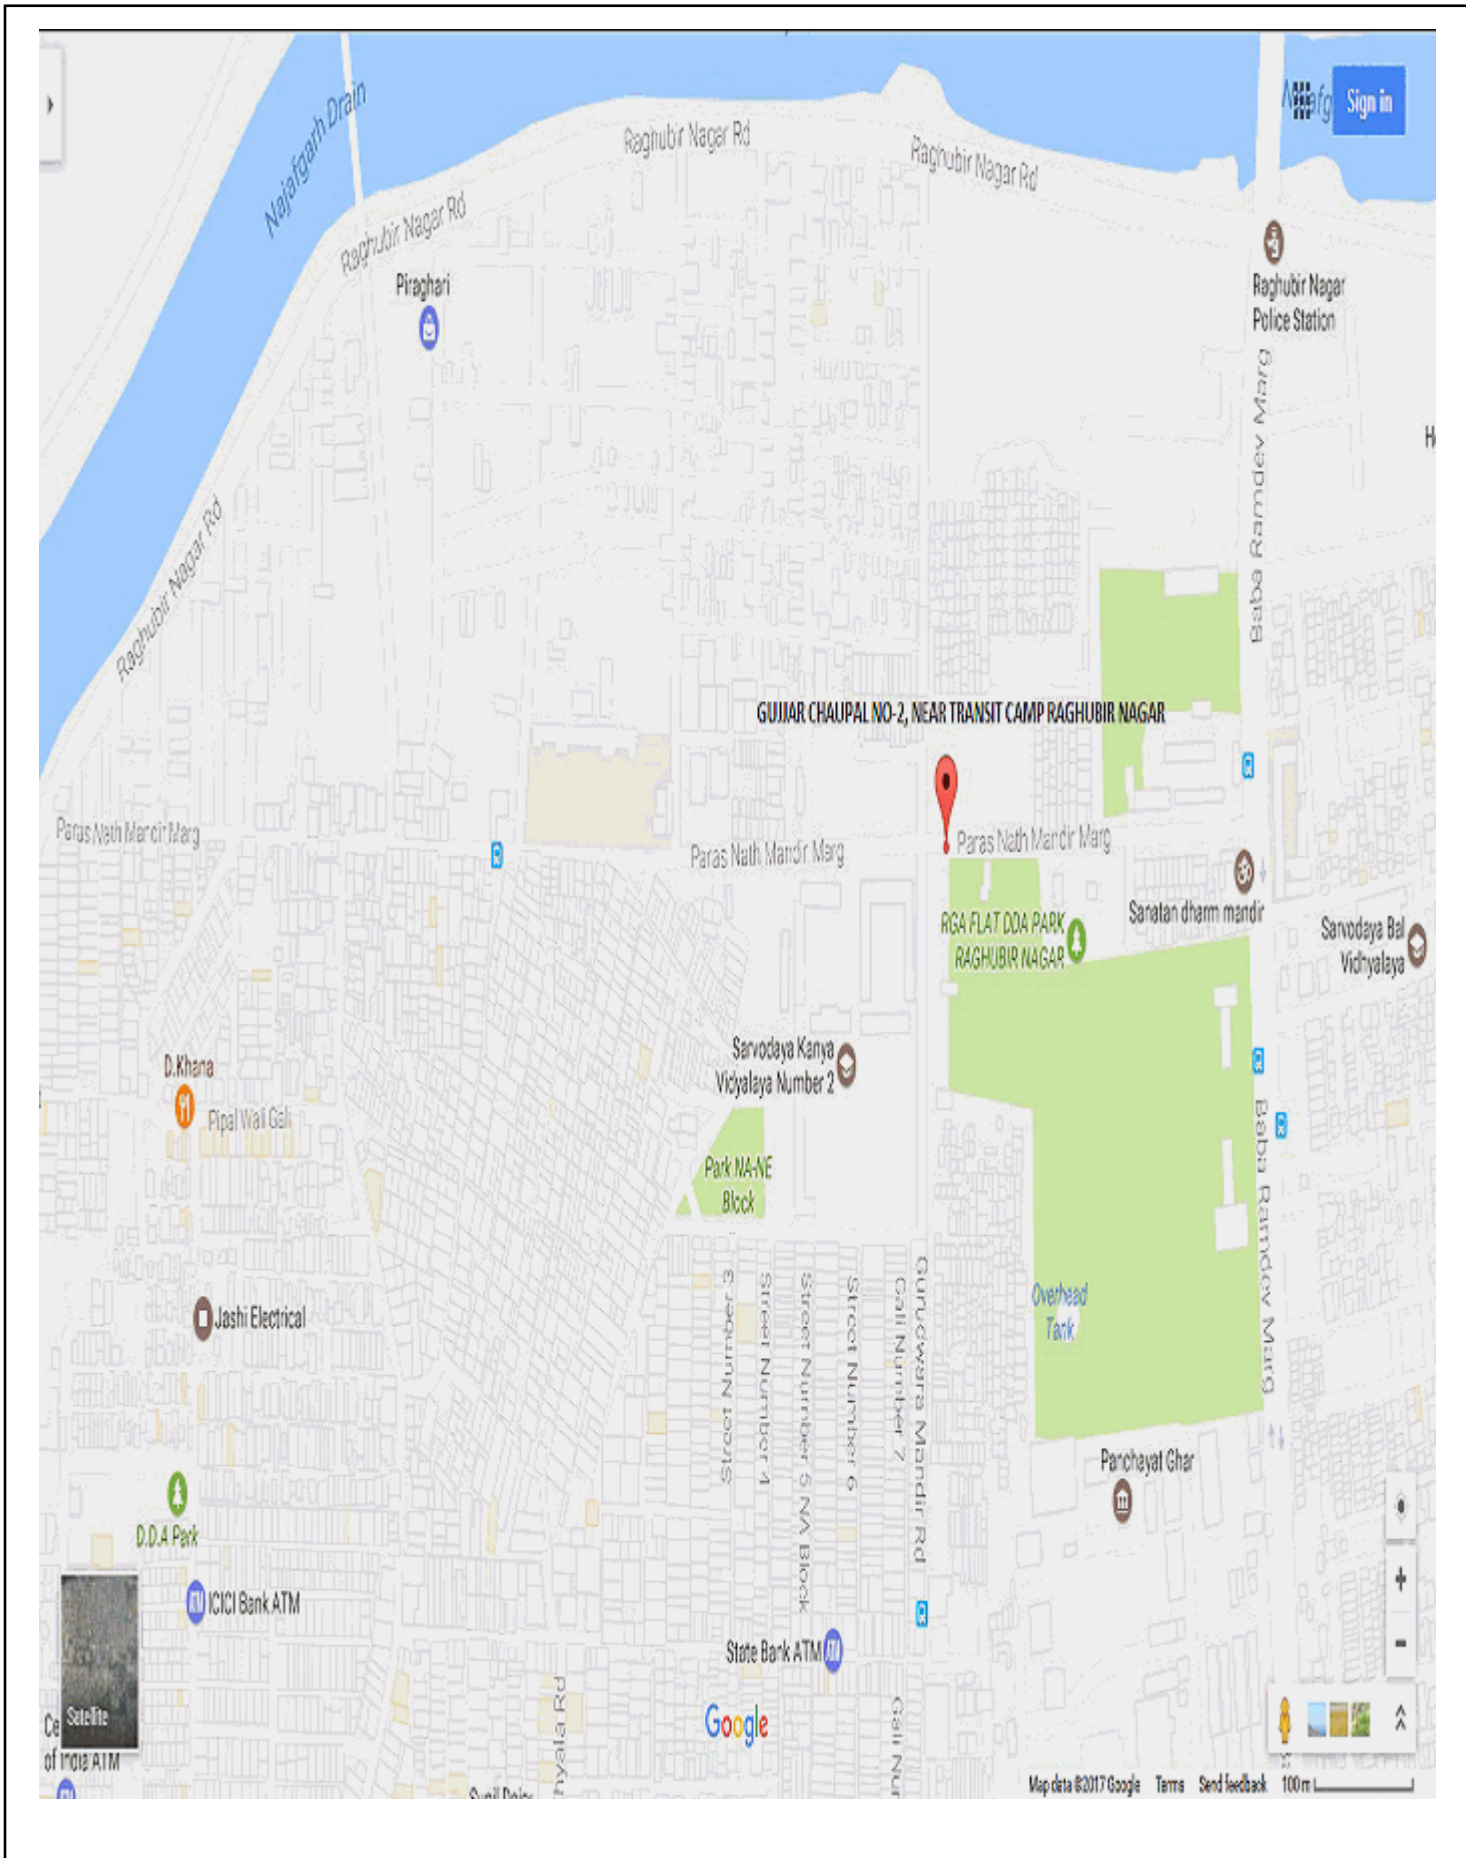 Najafgarh Drain
Sign in
Raghubir Nagar Rd
Raghubir Nagar Rd
Raghubir Nagar Rd
Piraghari
Raghubir Nagar
Police Station
Baba Ramdev Marg
Raghubir Nagar Rd
GUJJAR CHAUPAL NO-2, NEAR TRANSIT CAMP RAGHUBIR NAGAR
Paras Nath Mandir Marg
Paras Nath Mandir Marg
Paras Nath Mandir Marg
Sanatan dharm mandir
RGA FLAT DDA PARK
RAGHUBIR NAGAR
Sarvodaya Bal
Vidhyalaya
Sarvodaya Kanya
Vidyalaya Number 2
D.Khana
Pipal Wali Gali
Park NA-NE
Block
Baba Ramdev Marg
Overhead
Tank
Jashi Electrical
Street Number 3
Street Number 4
Street Number 5 NA Block
Street Number 6
Gali Number 7
Gurudwara Mandir Rd
Panchayat Ghar
D.D.A Park
ICICI Bank ATM
State Bank ATM
Satellite
Ce
of India ATM
hyala Rd
Google
Gali Nur
Map data ©2017 Google Terms Send feedback 100 m